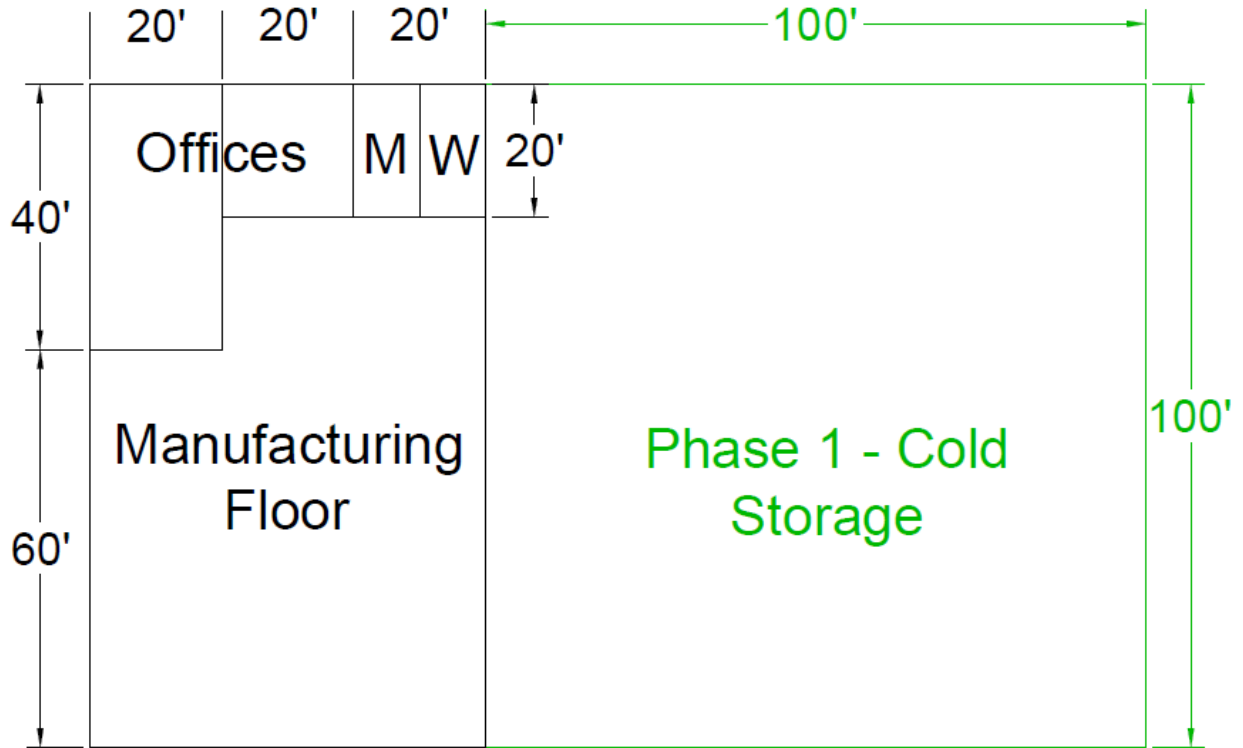 20' 20' 20' 100'
Offices M W 20'
40'
Manufacturing
Floor
Phase 1 - Cold
Storage
100'
60'